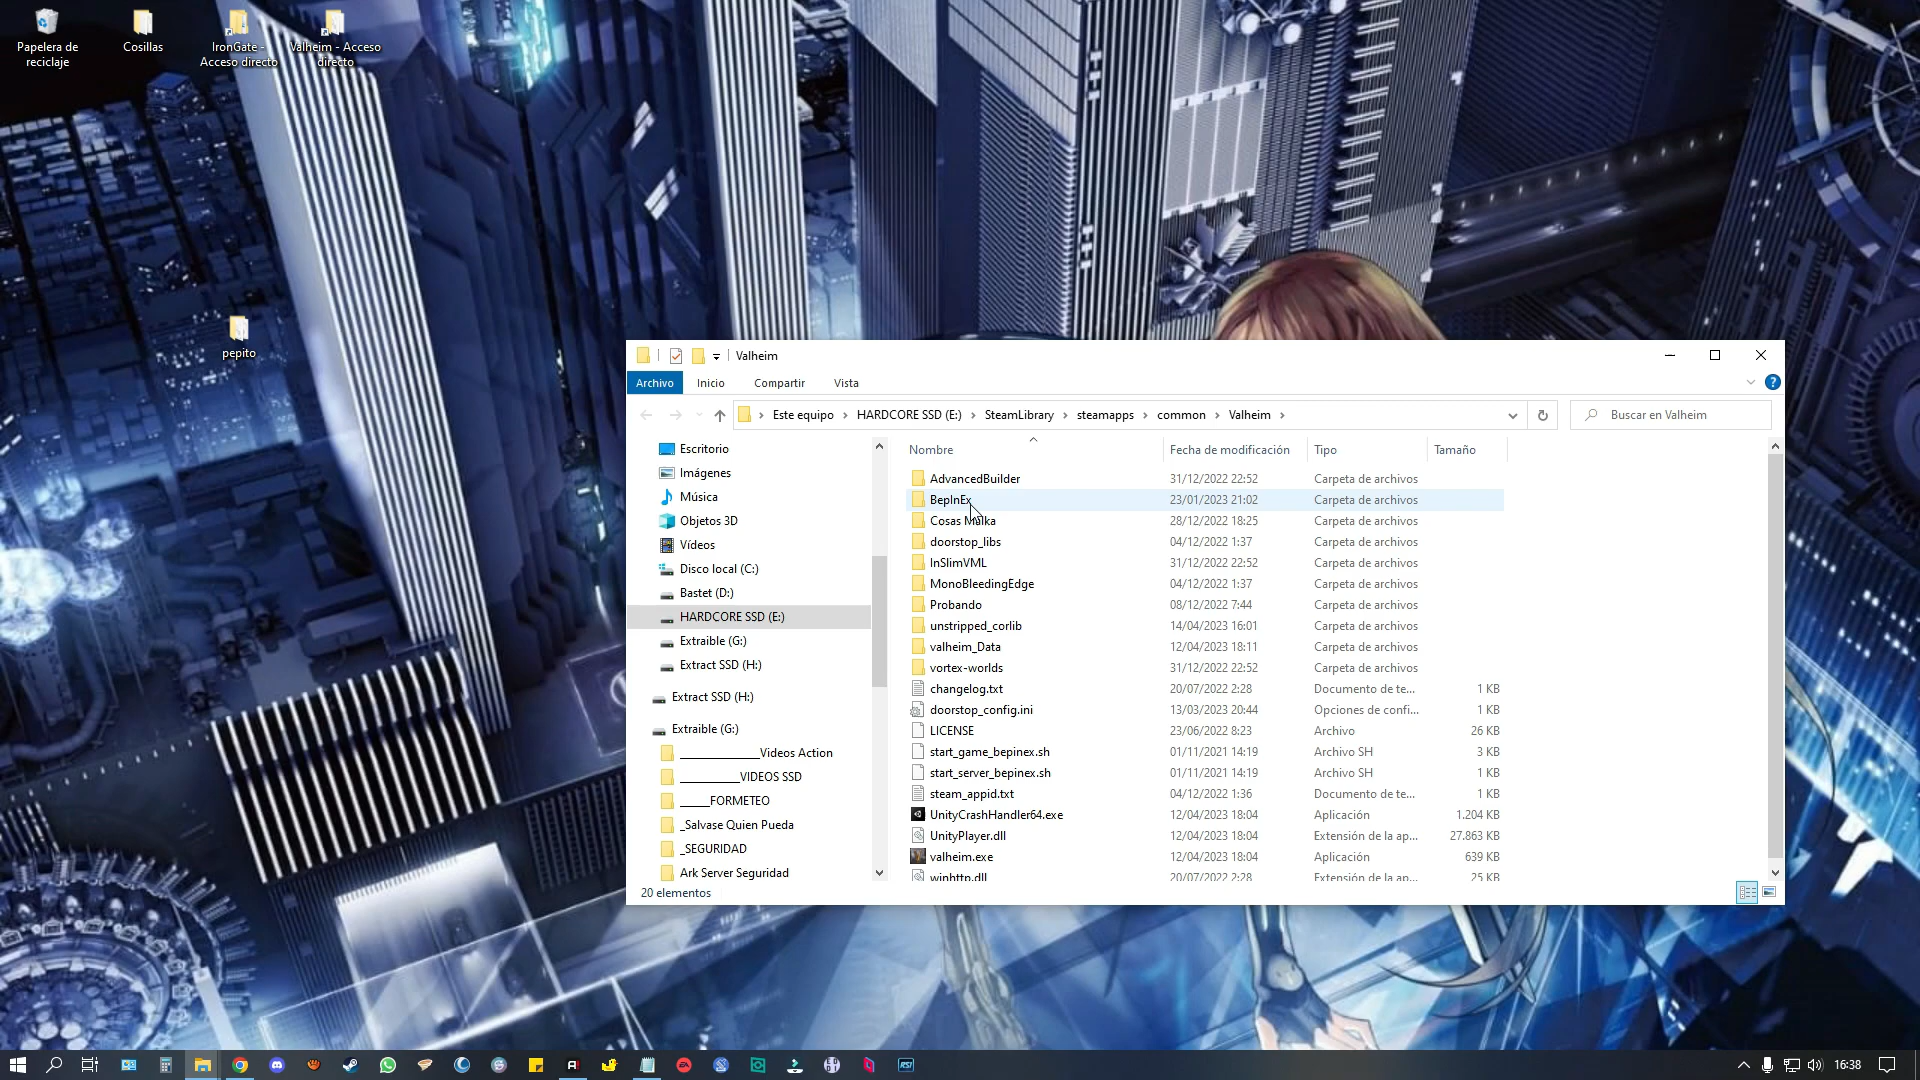 Papelera de
reciclaje
Cosillas
IronGate -
Acceso directo
Valheim - Acceso
directo
pepito
Valheim
Archivo
Inicio
Compartir
Vista
Este equipo
HARDCORE SSD (E:)
SteamLibrary
steamapps
common
Valheim
Buscar en Valheim
Escritorio
Imágenes
Música
Objetos 3D
Vídeos
Disco local (C:)
Bastet (D:)
HARDCORE SSD (E:)
Extraible (G:)
Extract SSD (H:)
Extract SSD (H:)
Extraible (G:)
_____________Videos Action
__________VIDEOS SSD
_____FORMETEO
_Salvase Quien Pueda
_SEGURIDAD
Ark Server Seguridad
Nombre Fecha de modificación Tipo Tamaño
AdvancedBuilder 31/12/2022 22:52 Carpeta de archivos
BepInEx 23/01/2023 21:02 Carpeta de archivos
Cosas Malka 28/12/2022 18:25 Carpeta de archivos
doorstop_libs 04/12/2022 1:37 Carpeta de archivos
InSlimVML 31/12/2022 22:52 Carpeta de archivos
MonoBleedingEdge 04/12/2022 1:37 Carpeta de archivos
Probando 08/12/2022 7:44 Carpeta de archivos
unstripped_corlib 14/04/2023 16:01 Carpeta de archivos
valheim_Data 12/04/2023 18:11 Carpeta de archivos
vortex-worlds 31/12/2022 22:52 Carpeta de archivos
changelog.txt 20/07/2022 2:28 Documento de te... 1 KB
doorstop_config.ini 13/03/2023 20:44 Opciones de confi... 1 KB
LICENSE 23/06/2022 8:23 Archivo 26 KB
start_game_bepinex.sh 01/11/2021 14:19 Archivo SH 3 KB
start_server_bepinex.sh 01/11/2021 14:19 Archivo SH 1 KB
steam_appid.txt 04/12/2022 1:36 Documento de te... 1 KB
UnityCrashHandler64.exe 12/04/2023 18:04 Aplicación 1.204 KB
UnityPlayer.dll 12/04/2023 18:04 Extensión de la ap... 27.863 KB
valheim.exe 12/04/2023 18:04 Aplicación 639 KB
winhttp.dll 20/07/2022 2:28 Extensión de la ap... 25 KB
20 elementos
16:38